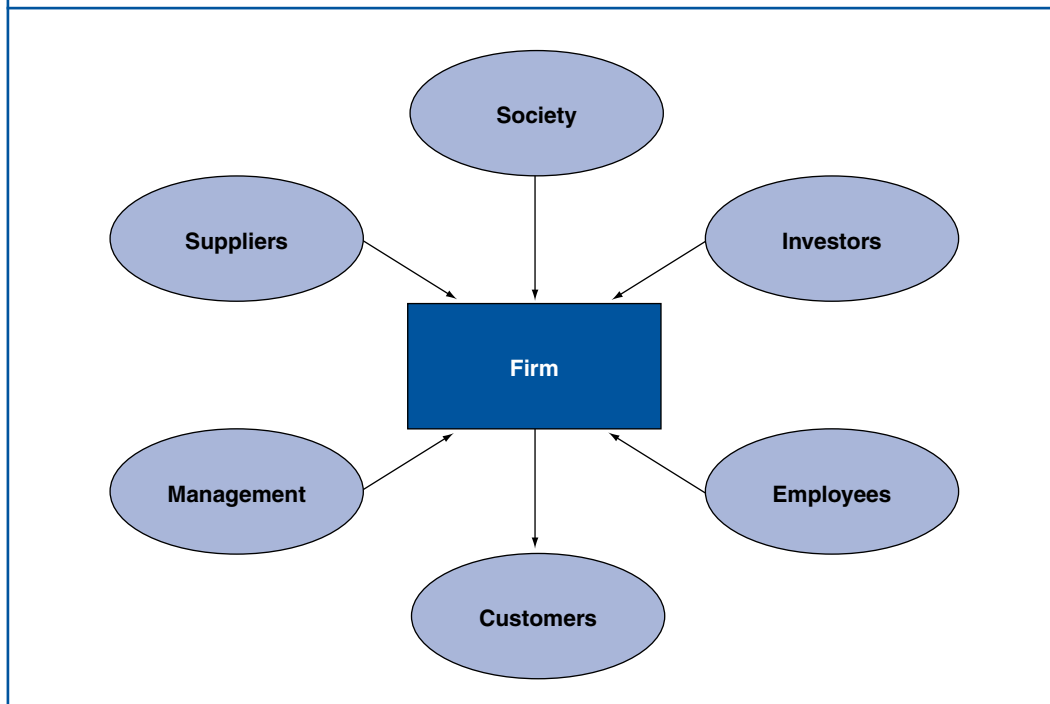 Society
Suppliers
Investors
Firm
Management
Employees
Customers